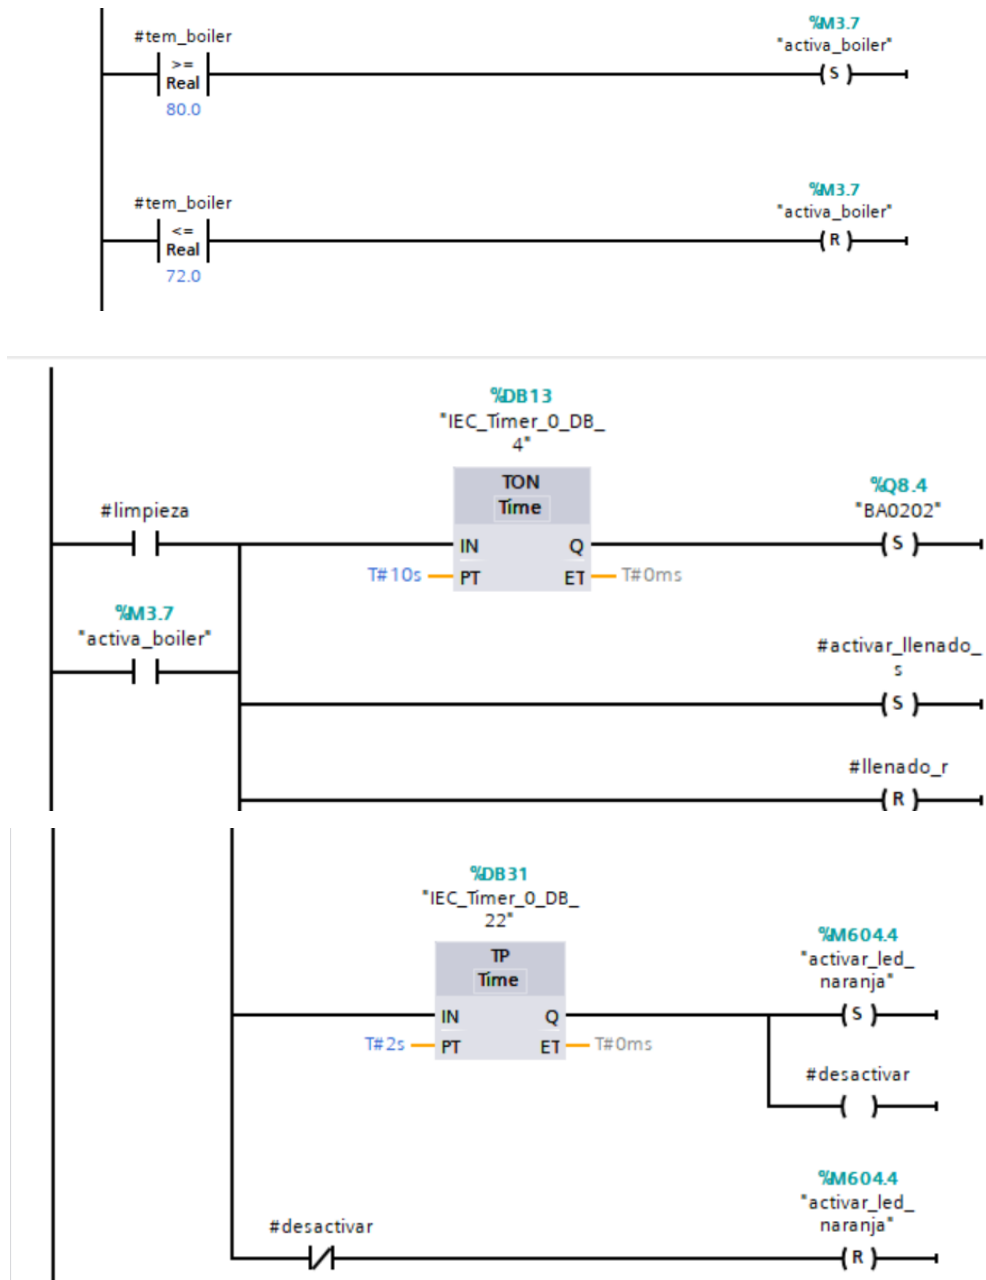 #tem_boiler
>=
Real
80.0
%M3.7
"activa_boiler"
S
#tem_boiler
<=
Real
72.0
%M3.7
"activa_boiler"
R
%DB13
"IEC_Timer_0_DB_
4"
TON
Time
#limpieza
IN
Q
T#10s
PT
ET
T#0ms
%Q8.4
"BA0202"
S
%M3.7
"activa_boiler"
#activar_llenado_
s
S
#llenado_r
R
%DB31
"IEC_Timer_0_DB_
22"
TP
Time
IN
Q
T#2s
PT
ET
T#0ms
%M604.4
"activar_led_
naranja"
S
#desactivar
#desactivar
%M604.4
"activar_led_
naranja"
R